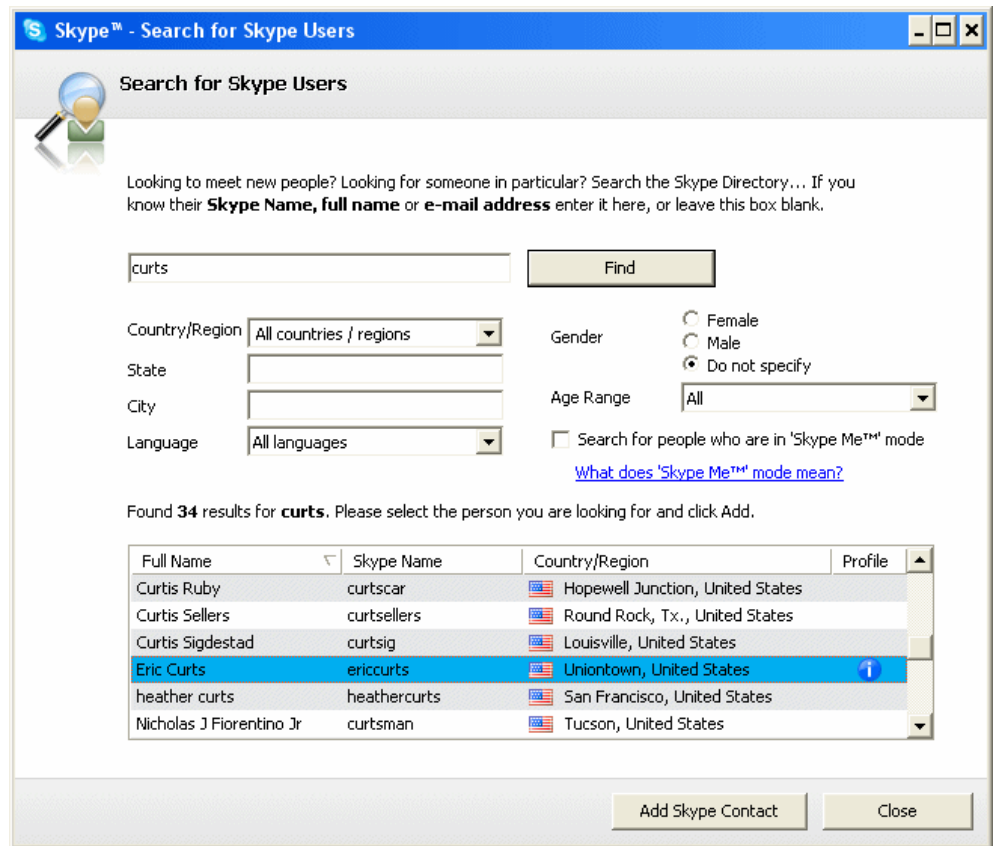 Skype™ - Search for Skype Users
Search for Skype Users
Looking to meet new people? Looking for someone in particular? Search the Skype Directory... If you
know their Skype Name, full name or e-mail address enter it here, or leave this box blank.
curts
Find
Country/Region
All countries / regions
State
City
Language
All languages
Gender
Female
Male
Do not specify
Age Range
All
Search for people who are in 'Skype Me™' mode
What does 'Skype Me™' mode mean?
Found 34 results for curts. Please select the person you are looking for and click Add.
Full Name Skype Name Country/Region Profile
Curtis Ruby curtscar Hopewell Junction, United States
Curtis Sellers curtsellers Round Rock, Tx., United States
Curtis Sigdestad curtsig Louisville, United States
Eric Curts ericcurts Uniontown, United States
heather curts heathercurts San Francisco, United States
Nicholas J Fiorentino Jr curtsman Tucson, United States
Add Skype Contact
Close